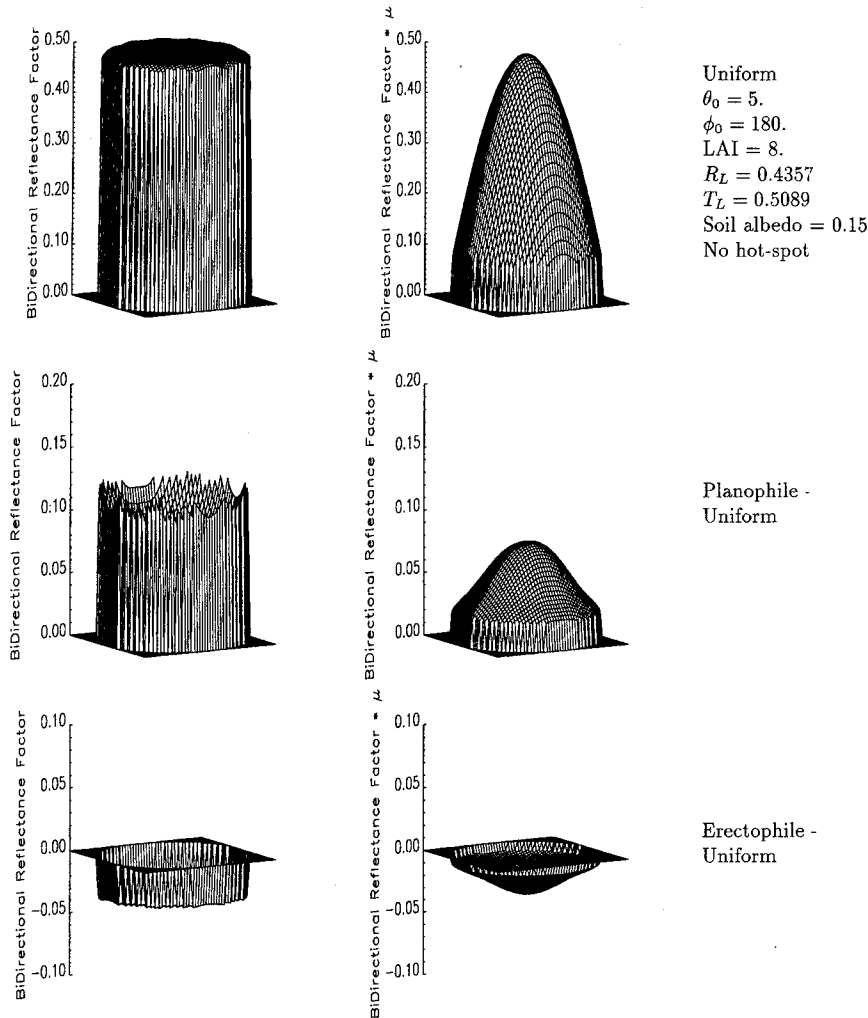 BiDirectional Reflectance Factor
0.50
0.40
0.30
0.20
0.10
0.00
BiDirectional Reflectance Factor * μ
0.50
0.40
0.30
0.20
0.10
0.00
Uniform
θ₀ = 5.
ϕ₀ = 180.
LAI = 8.
R_L = 0.4357
T_L = 0.5089
Soil albedo = 0.15
No hot-spot
BiDirectional Reflectance Factor
0.20
0.15
0.10
0.05
0.00
BiDirectional Reflectance Factor * μ
0.20
0.15
0.10
0.05
0.00
Planophile -
Uniform
BiDirectional Reflectance Factor
0.10
0.05
0.00
−0.05
−0.10
BiDirectional Reflectance Factor * μ
0.10
0.05
0.00
−0.05
−0.10
Erectophile -
Uniform